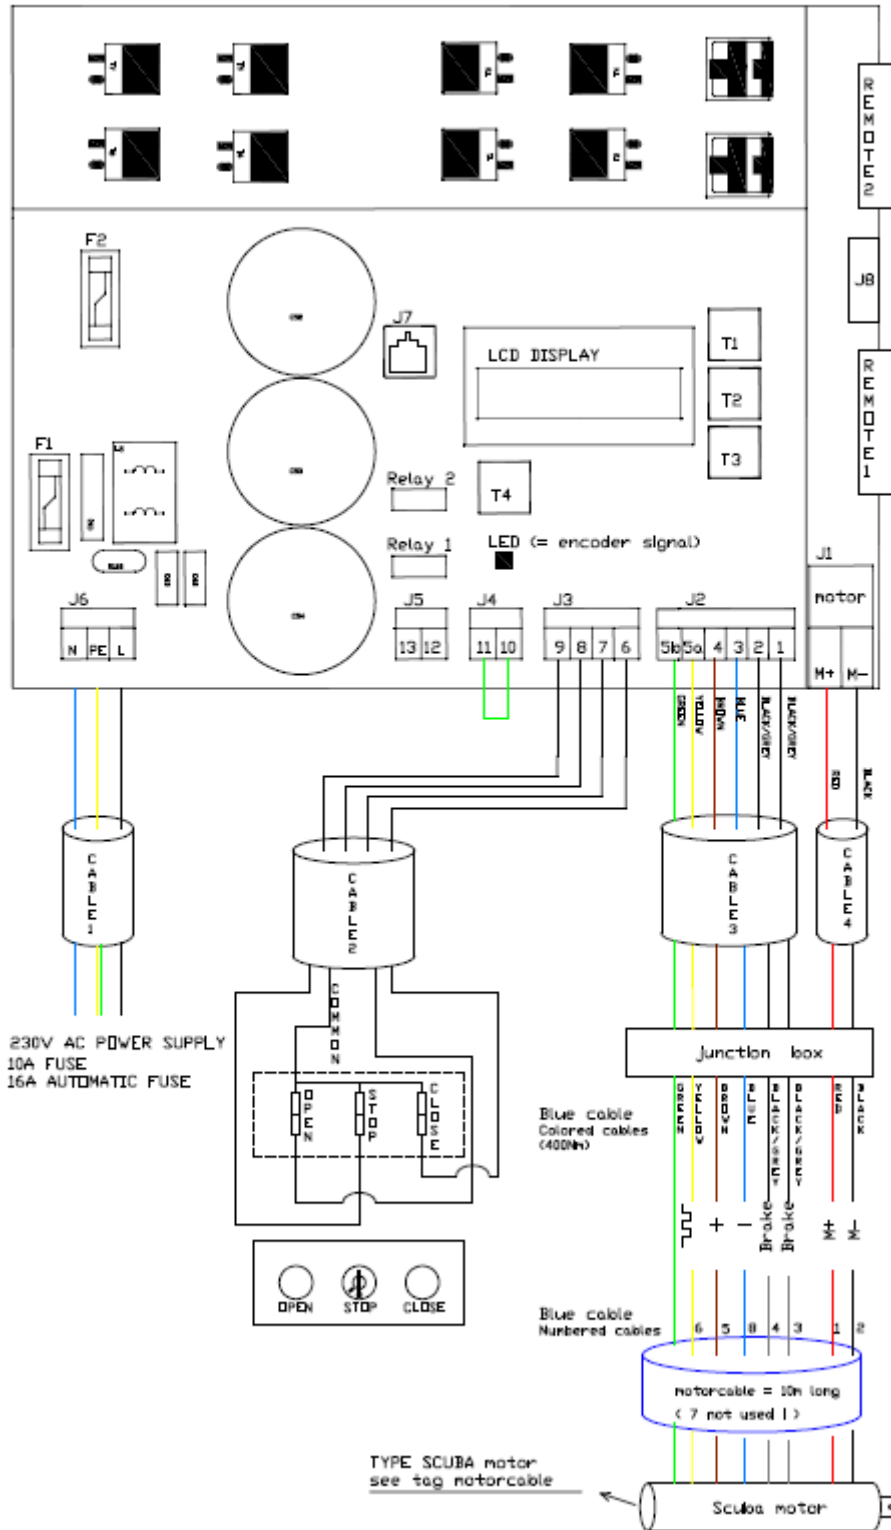 REMOTE2
F2
J8
J7
LCD DISPLAY
T1
T2
T3
REMOTE1
F1
Relay 2
T4
Relay 1
LED (= encoder signal)
J1
motor
J6
J5
J4
J3
J2
N PE L
13 12
11 10
9 8 7 6
5b 5a 4 3 2 1
M+ M-
GREEN
YELLOW
BROWN
BLUE
BLACK/GREY
BLACK/GREY
RED
BLACK
CABLE1
CABLE2
CABLE3
CABLE4
COMMON
230V AC POWER SUPPLY
10A FUSE
16A AUTOMATIC FUSE
Junction box
OPEN
STOP
CLOSE
Blue cable
Colored cables
(400Nm)
GREEN
YELLOW
BROWN
BLUE
BLACK/GREY
BLACK/GREY
RED
BLACK
+
-
Brake
Brake
M+
M-
OPEN STOP CLOSE
Blue cable
Numbered cables
6 5 8 4 3 1 2
motorcable = 10m long
( 7 not used ! )
TYPE SCUBA motor
see tag motorcable
Scuba motor